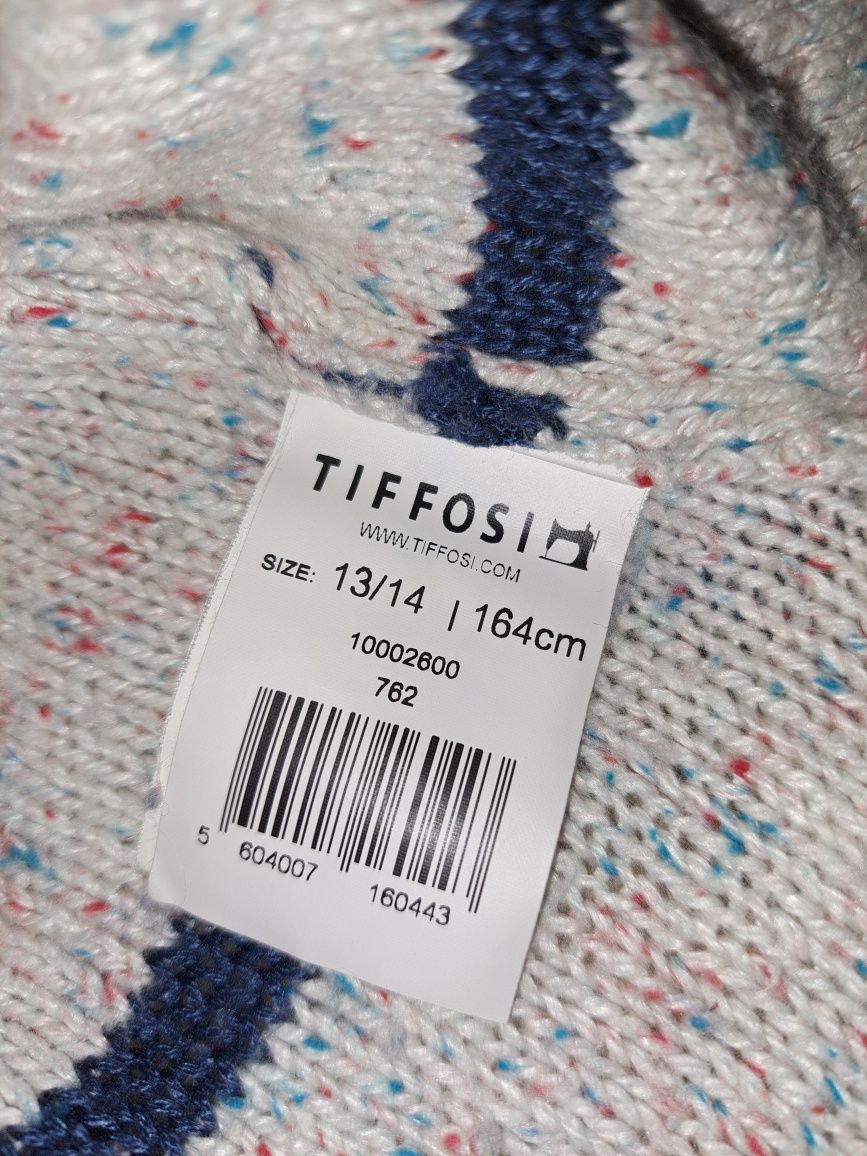 TIFFOSI
WWW.TIFFOSI.COM
SIZE: 13/14 | 164cm
10002600
762
5 604007 160443